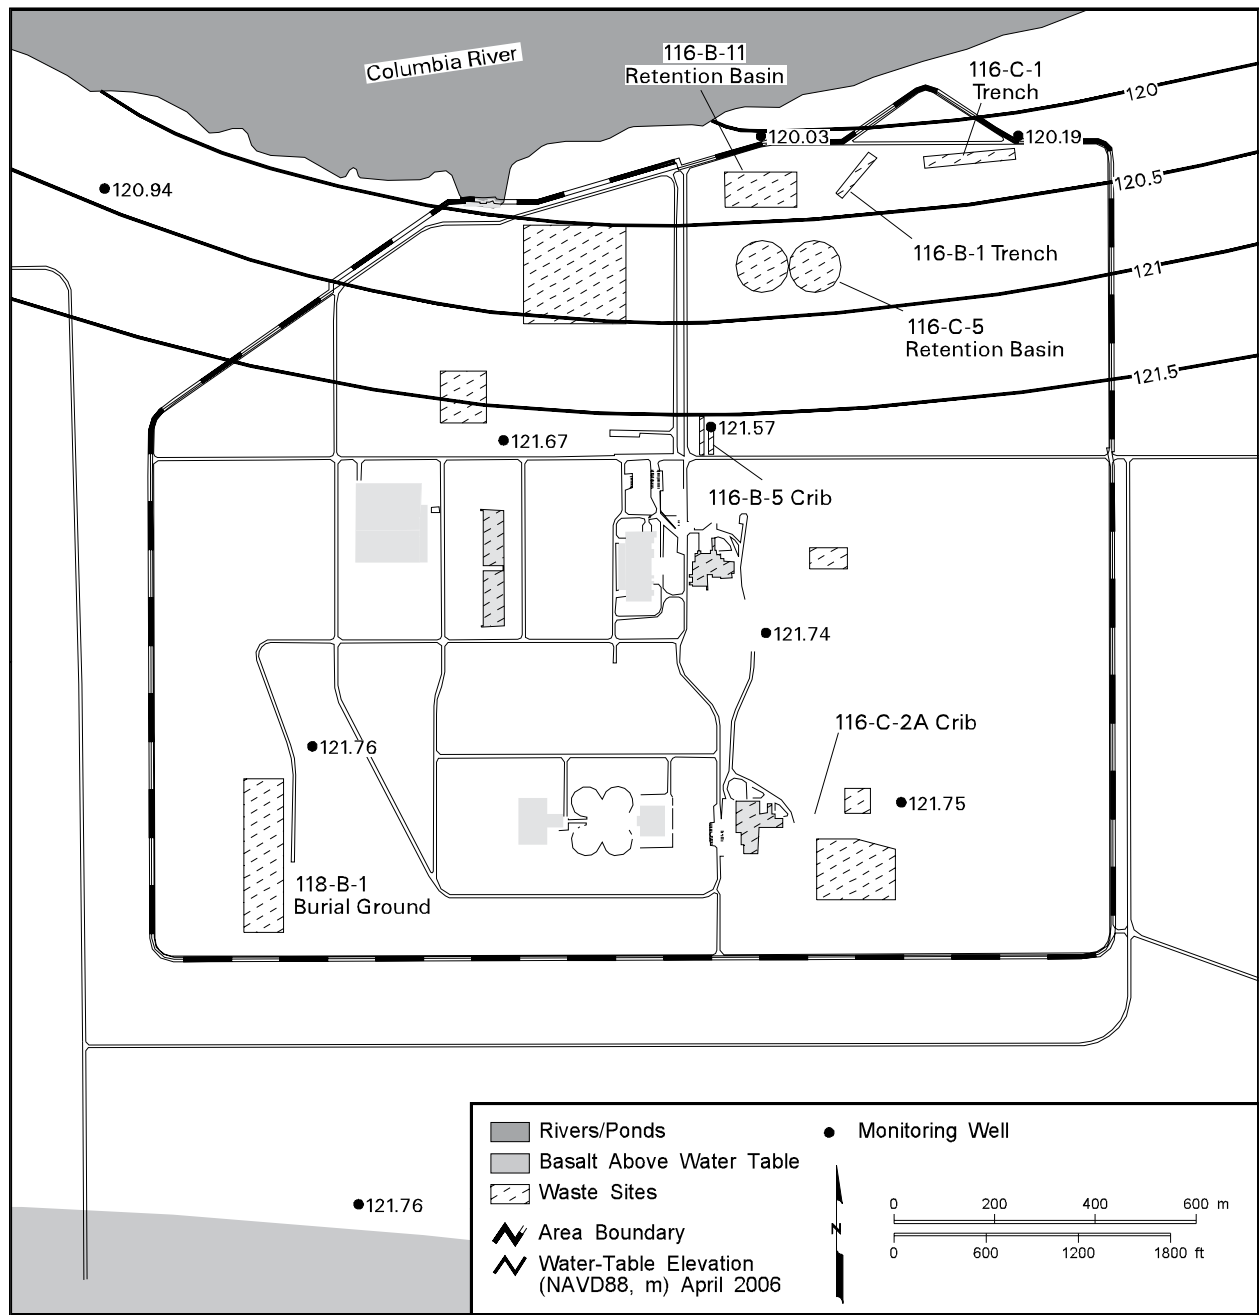 Columbia River
116-B-11
Retention Basin
116-C-1
Trench
120
120.03
120.19
120.94
120.5
116-B-1 Trench
121
116-C-5
Retention Basin
121.5
121.67
121.57
116-B-5 Crib
121.74
116-C-2A Crib
121.76
121.75
118-B-1
Burial Ground
121.76
Rivers/Ponds
Basalt Above Water Table
Waste Sites
Area Boundary
Water-Table Elevation
(NAVD88, m) April 2006
Monitoring Well
N
0 200 400 600 m
0 600 1200 1800 ft